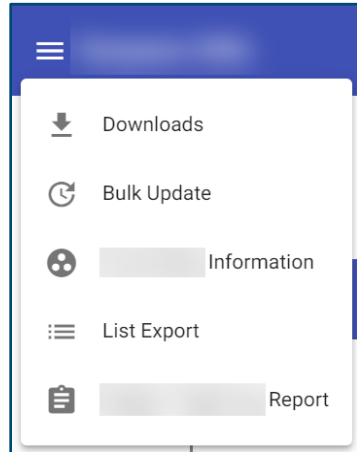 Downloads
Bulk Update
Information
List Export
Report